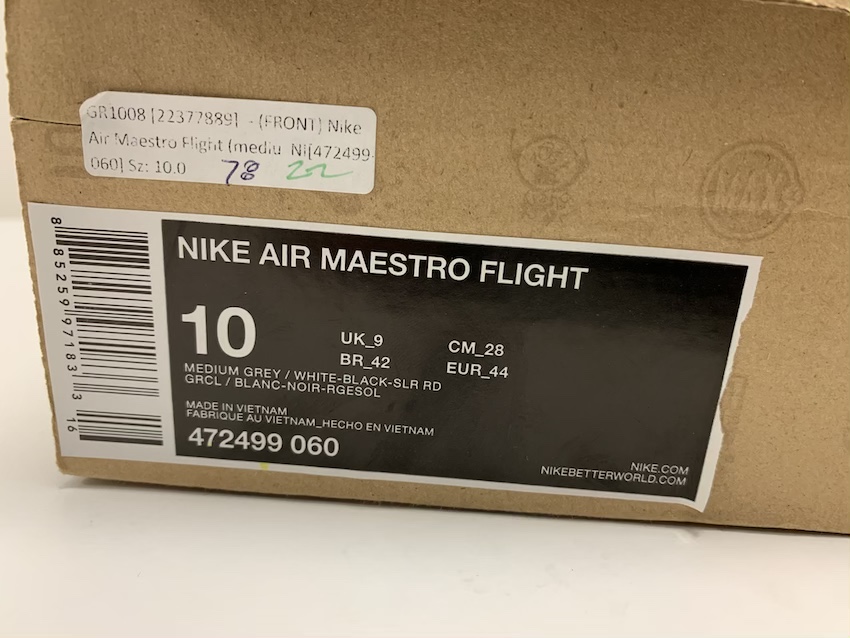 GR1008 [22377889] - (FRONT) Nike
Air Maestro Flight (mediu NI[472499-
060] Sz: 10.0 78 22
NIKE AIR MAESTRO FLIGHT
10
UK_9 CM_28
BR_42 EUR_44
MEDIUM GREY / WHITE-BLACK-SLR RD
GRCL / BLANC-NOIR-RGESOL
MADE IN VIETNAM
FABRIQUE AU VIETNAM_HECHO EN VIETNAM
472499 060
NIKE.COM
NIKEBETTERWORLD.COM
8 85259 97183 3 16
MAX